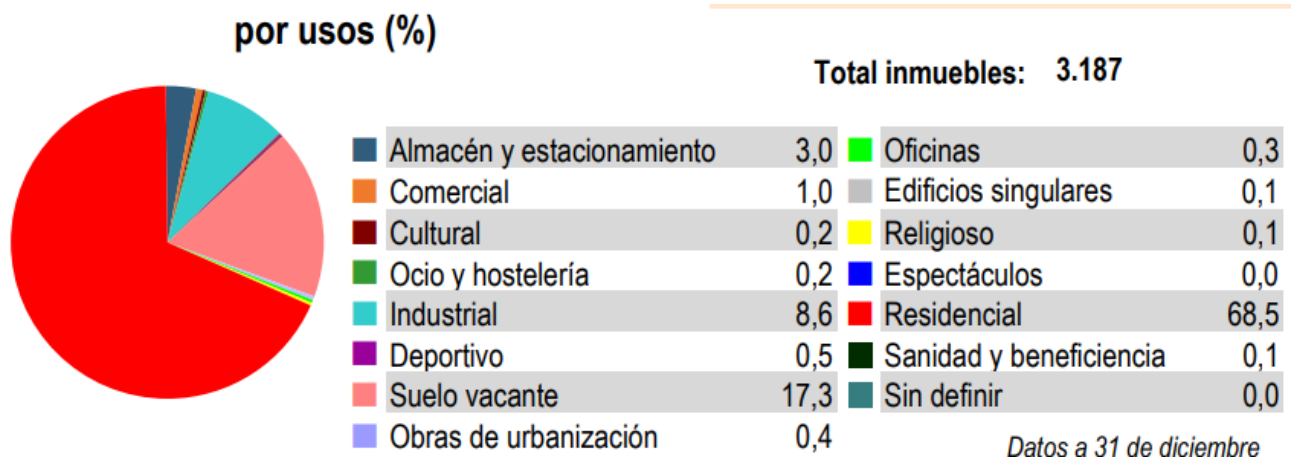 por usos (%)
Total inmuebles: 3.187
Almacén y estacionamiento 3,0
Comercial 1,0
Cultural 0,2
Ocio y hostelería 0,2
Industrial 8,6
Deportivo 0,5
Suelo vacante 17,3
Obras de urbanización 0,4
Oficinas 0,3
Edificios singulares 0,1
Religioso 0,1
Espectáculos 0,0
Residencial 68,5
Sanidad y beneficiencia 0,1
Sin definir 0,0
Datos a 31 de diciembre